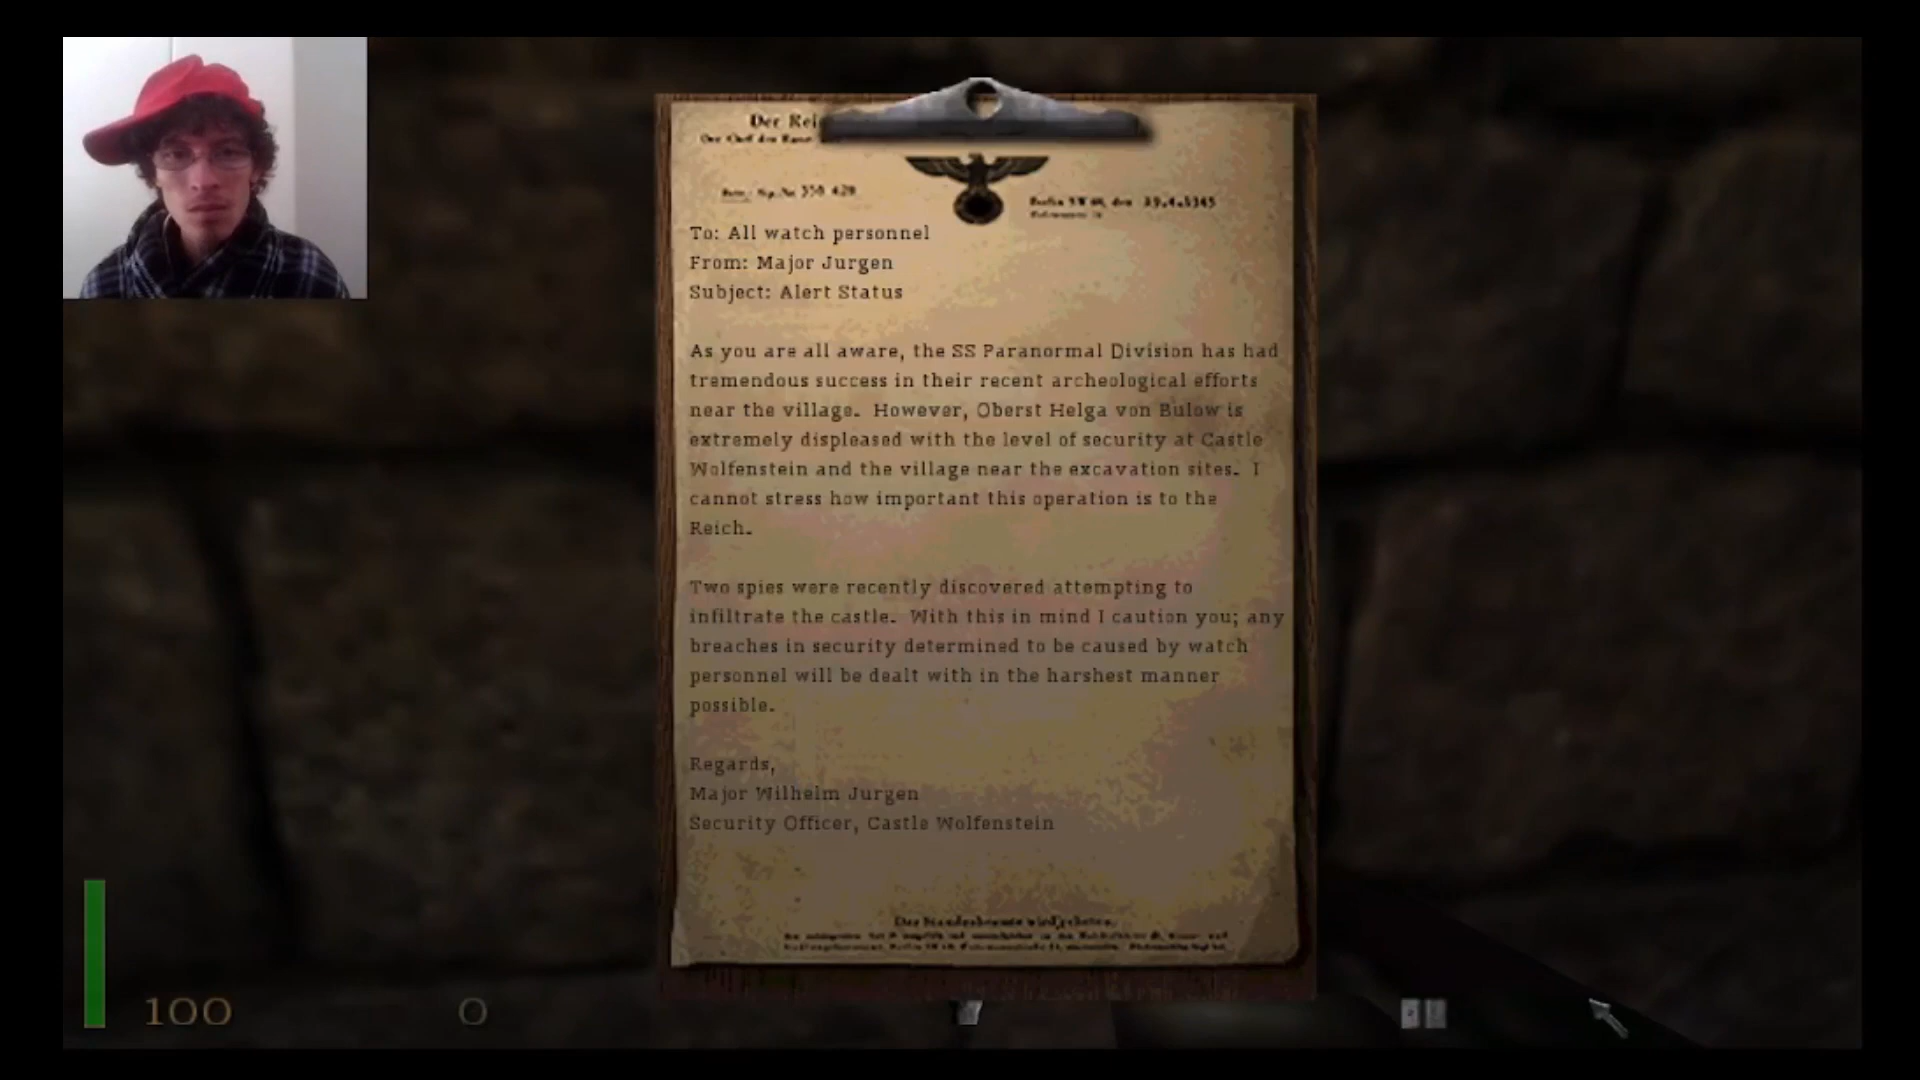 Der Rei
To: All watch personnel
From: Major Jurgen
Subject: Alert Status
As you are all aware, the SS Paranormal Division has had
tremendous success in their recent archeological efforts
near the village. However, Oberst Helga von Bulow is
extremely displeased with the level of security at Castle
Wolfenstein and the village near the excavation sites. I
cannot stress how important this operation is to the
Reich.
Two spies were recently discovered attempting to
infiltrate the castle. With this in mind I caution you; any
breaches in security determined to be caused by watch
personnel will be dealt with in the harshest manner
possible.
Regards,
Major Wilhelm Jurgen
Security Officer, Castle Wolfenstein
100
0